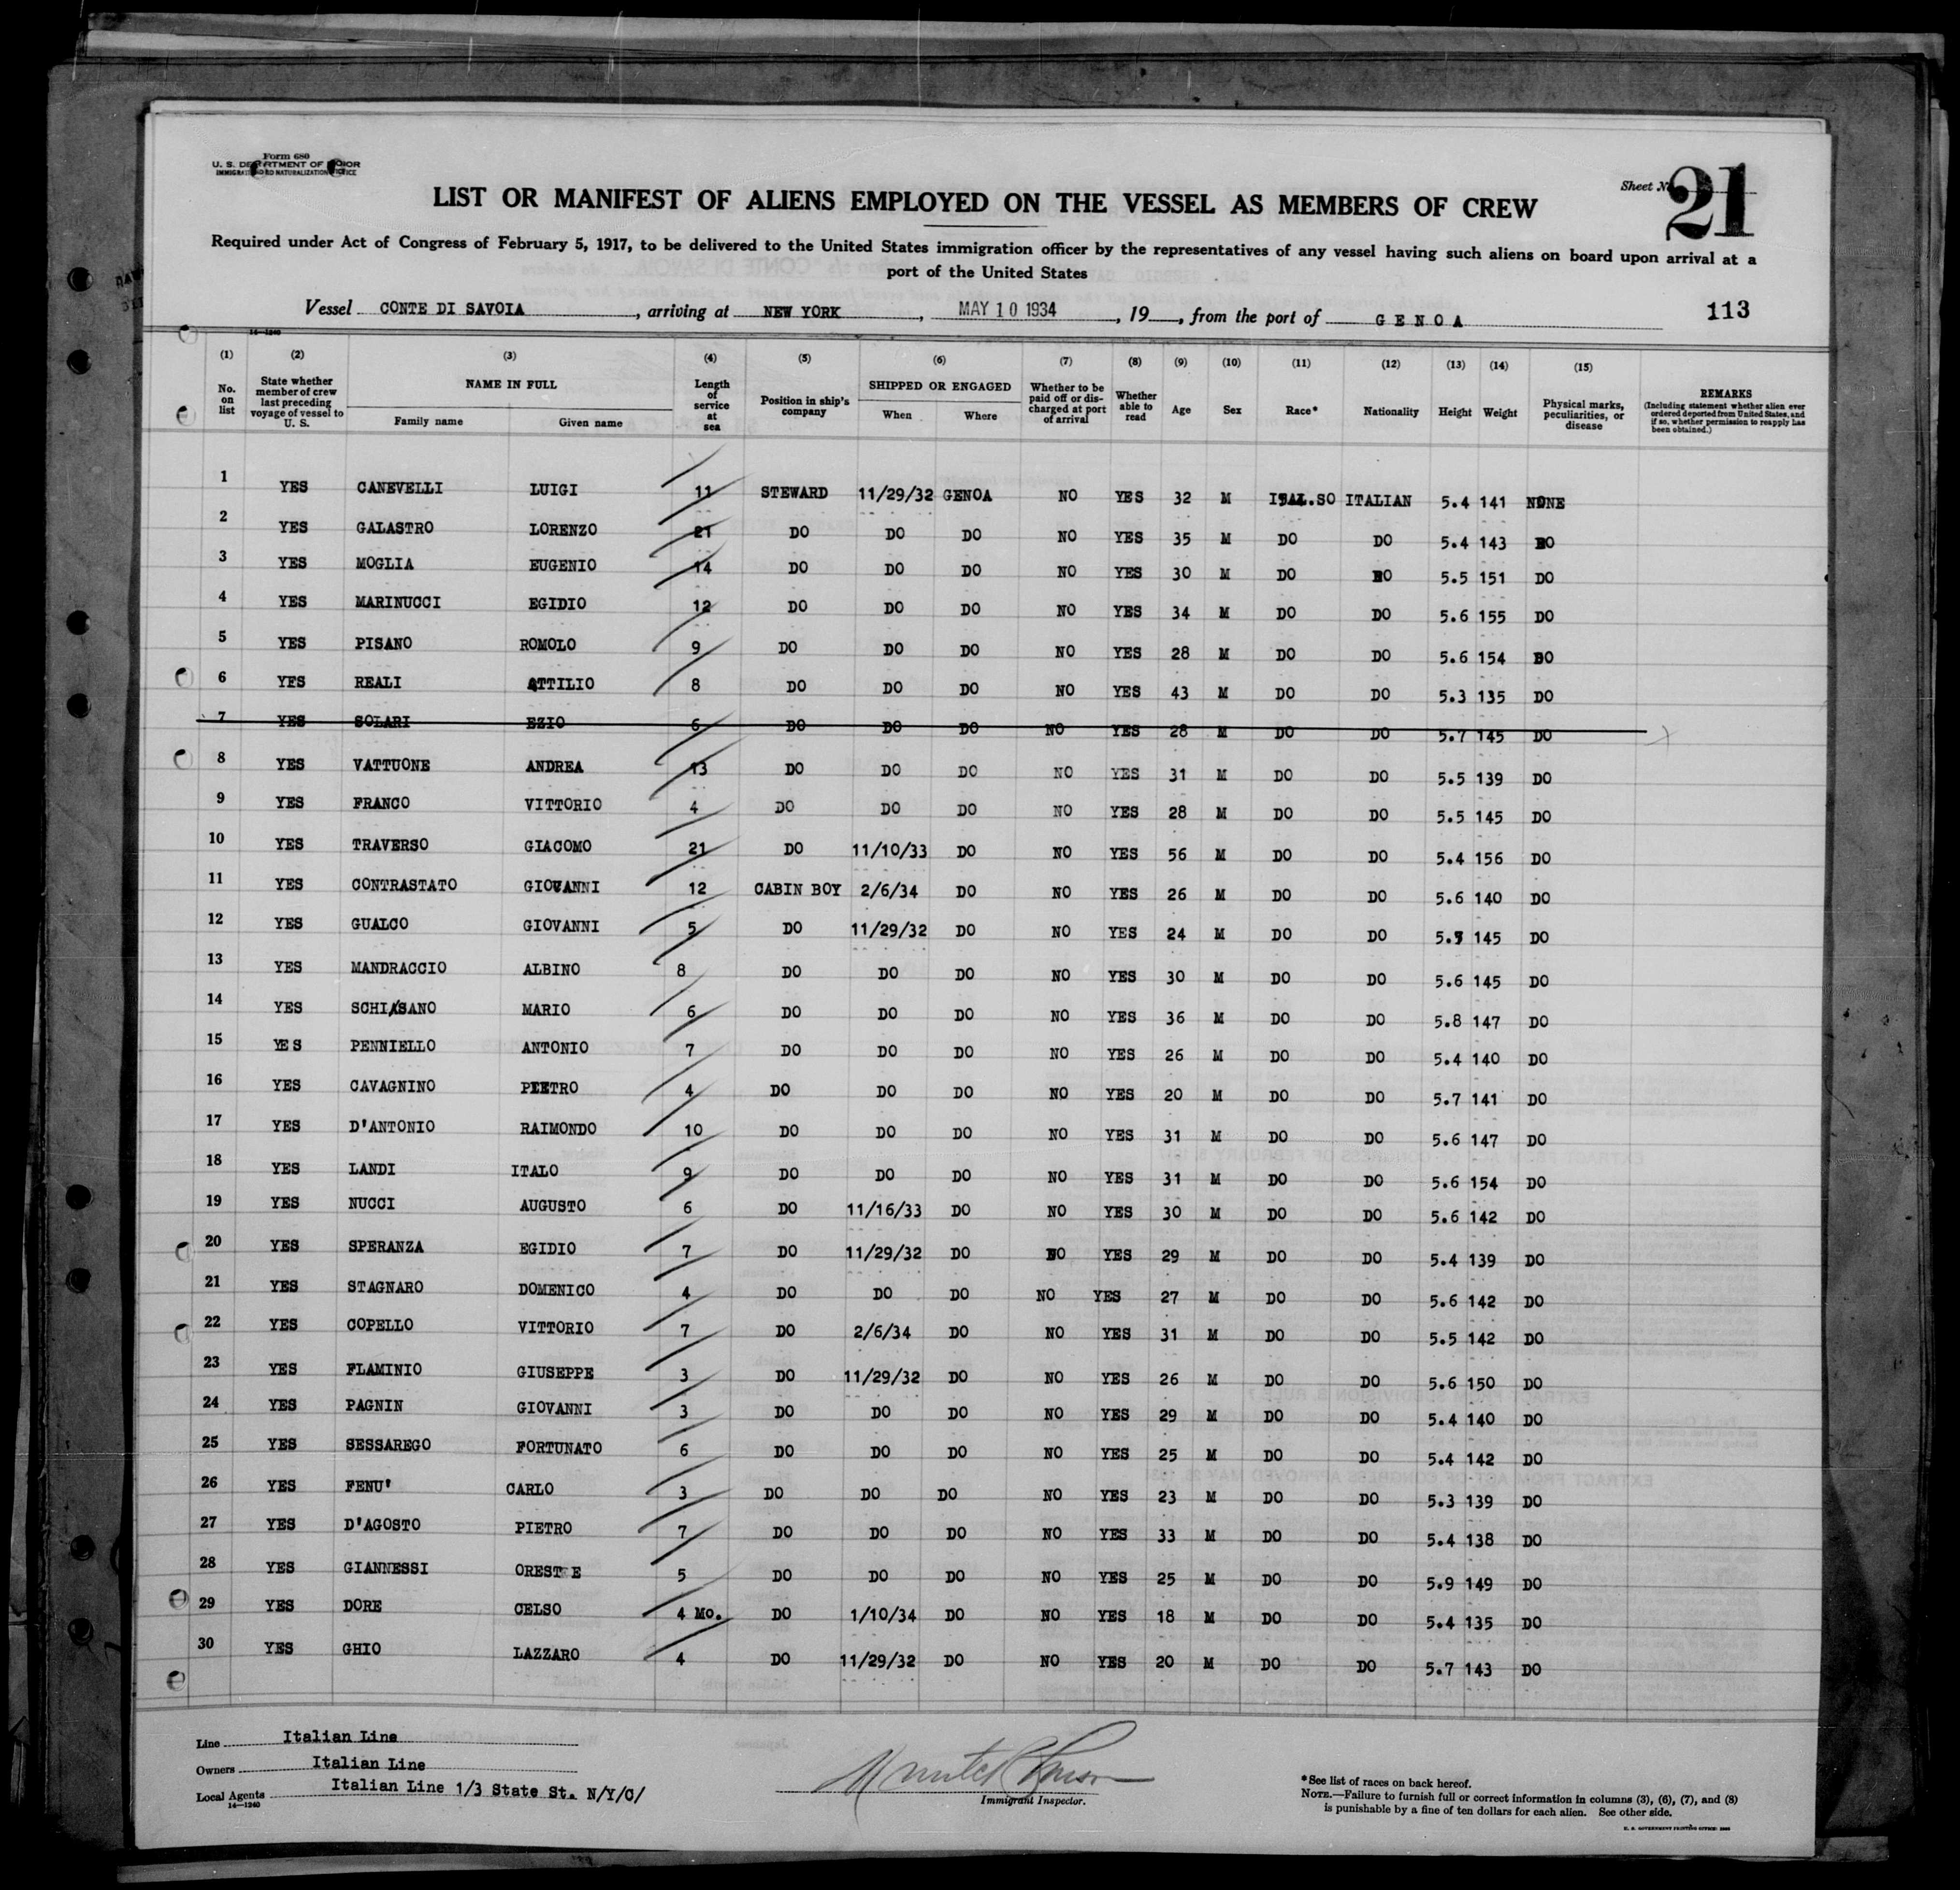 Form 680
U. S. DEPARTMENT OF LABOR
IMMIGRATION AND NATURALIZATION SERVICE
Sheet No. 21
LIST OR MANIFEST OF ALIENS EMPLOYED ON THE VESSEL AS MEMBERS OF CREW
Required under Act of Congress of February 5, 1917, to be delivered to the United States immigration officer by the representatives of any vessel having such aliens on board upon arrival at a
port of the United States
Vessel CONTE DI SAVOIA, arriving at NEW YORK, MAY 10 1934, 19, from the port of GENOA 113
14-1240
(1) (2) (3) (4) (5) (6) (7) (8) (9) (10) (11) (12) (13) (14) (15)
No. on list State whether member of crew last preceding voyage of vessel to U. S. NAME IN FULL Family name Given name Length of service at sea Position in ship's company SHIPPED OR ENGAGED When Where Whether to be paid off or discharged at port of arrival Whether able to read Age Sex Race* Nationality Height Weight Physical marks, peculiarities, or disease REMARKS (Including statement whether alien ever ordered deported from United States, and if so, whether permission to reapply has been obtained.)
1 YES CANEVELLI LUIGI 11 STEWARD 11/29/32 GENOA NO YES 32 M ITAL.SO ITALIAN 5.4 141 NONE
2 YES GALASTRO LORENZO 21 DO DO DO NO YES 35 M DO DO 5.4 143 DO
3 YES MOGLIA EUGENIO 14 DO DO DO NO YES 30 M DO DO 5.5 151 DO
4 YES MARINUCCI EGIDIO 12 DO DO DO NO YES 34 M DO DO 5.6 155 DO
5 YES PISANO ROMOLO 9 DO DO DO NO YES 28 M DO DO 5.6 154 DO
6 YES REALI ATTILIO 8 DO DO DO NO YES 43 M DO DO 5.3 135 DO
7 YES SOLARI EZIO 6 DO DO DO NO YES 28 M DO DO 5.7 145 DO
8 YES VATTUONE ANDREA 13 DO DO DO NO YES 31 M DO DO 5.5 139 DO
9 YES FRANCO VITTORIO 4 DO DO DO NO YES 28 M DO DO 5.5 145 DO
10 YES TRAVERSO GIACOMO 21 DO 11/10/33 DO NO YES 56 M DO DO 5.4 156 DO
11 YES CONTRASTATO GIOVANNI 12 CABIN BOY 2/6/34 DO NO YES 26 M DO DO 5.6 140 DO
12 YES GUALCO GIOVANNI 5 DO 11/29/32 DO NO YES 24 M DO DO 5.5 145 DO
13 YES MANDRACCIO ALBINO 8 DO DO DO NO YES 30 M DO DO 5.6 145 DO
14 YES SCHIASANO MARIO 6 DO DO DO NO YES 36 M DO DO 5.8 147 DO
15 YES PENNIELLO ANTONIO 7 DO DO DO NO YES 26 M DO DO 5.4 140 DO
16 YES CAVAGNINO PIETRO 4 DO DO DO NO YES 20 M DO DO 5.7 141 DO
17 YES D'ANTONIO RAIMONDO 10 DO DO DO NO YES 31 M DO DO 5.6 147 DO
18 YES LANDI ITALO 9 DO DO DO NO YES 31 M DO DO 5.6 154 DO
19 YES NUCCI AUGUSTO 6 DO 11/16/33 DO NO YES 30 M DO DO 5.6 142 DO
20 YES SPERANZA EGIDIO 7 DO 11/29/32 DO NO YES 29 M DO DO 5.4 139 DO
21 YES STAGNARO DOMENICO 4 DO DO DO NO YES 27 M DO DO 5.6 142 DO
22 YES COPELLO VITTORIO 7 DO 2/6/34 DO NO YES 31 M DO DO 5.5 142 DO
23 YES FLAMINIO GIUSEPPE 3 DO 11/29/32 DO NO YES 26 M DO DO 5.6 150 DO
24 YES PAGNIN GIOVANNI 3 DO DO DO NO YES 29 M DO DO 5.4 140 DO
25 YES SESSAREGO FORTUNATO 6 DO DO DO NO YES 25 M DO DO 5.4 142 DO
26 YES FENU' CARLO 3 DO DO DO NO YES 23 M DO DO 5.3 139 DO
27 YES D'AGOSTO PIETRO 7 DO DO DO NO YES 33 M DO DO 5.4 138 DO
28 YES GIANNESSI ORESTE 5 DO DO DO NO YES 25 M DO DO 5.9 149 DO
29 YES DORE CELSO 4 Mo. DO 1/10/34 DO NO YES 18 M DO DO 5.4 135 DO
30 YES GHIO LAZZARO 4 DO 11/29/32 DO NO YES 20 M DO DO 5.7 143 DO
Line Italian Line
Owners Italian Line
Local Agents Italian Line 1/3 State St. N/Y/C/
14-1240
Immigrant Inspector.
*See list of races on back hereof.
NOTE.—Failure to furnish full or correct information in columns (3), (6), (7), and (8)
is punishable by a fine of ten dollars for each alien. See other side.
U. S. GOVERNMENT PRINTING OFFICE: